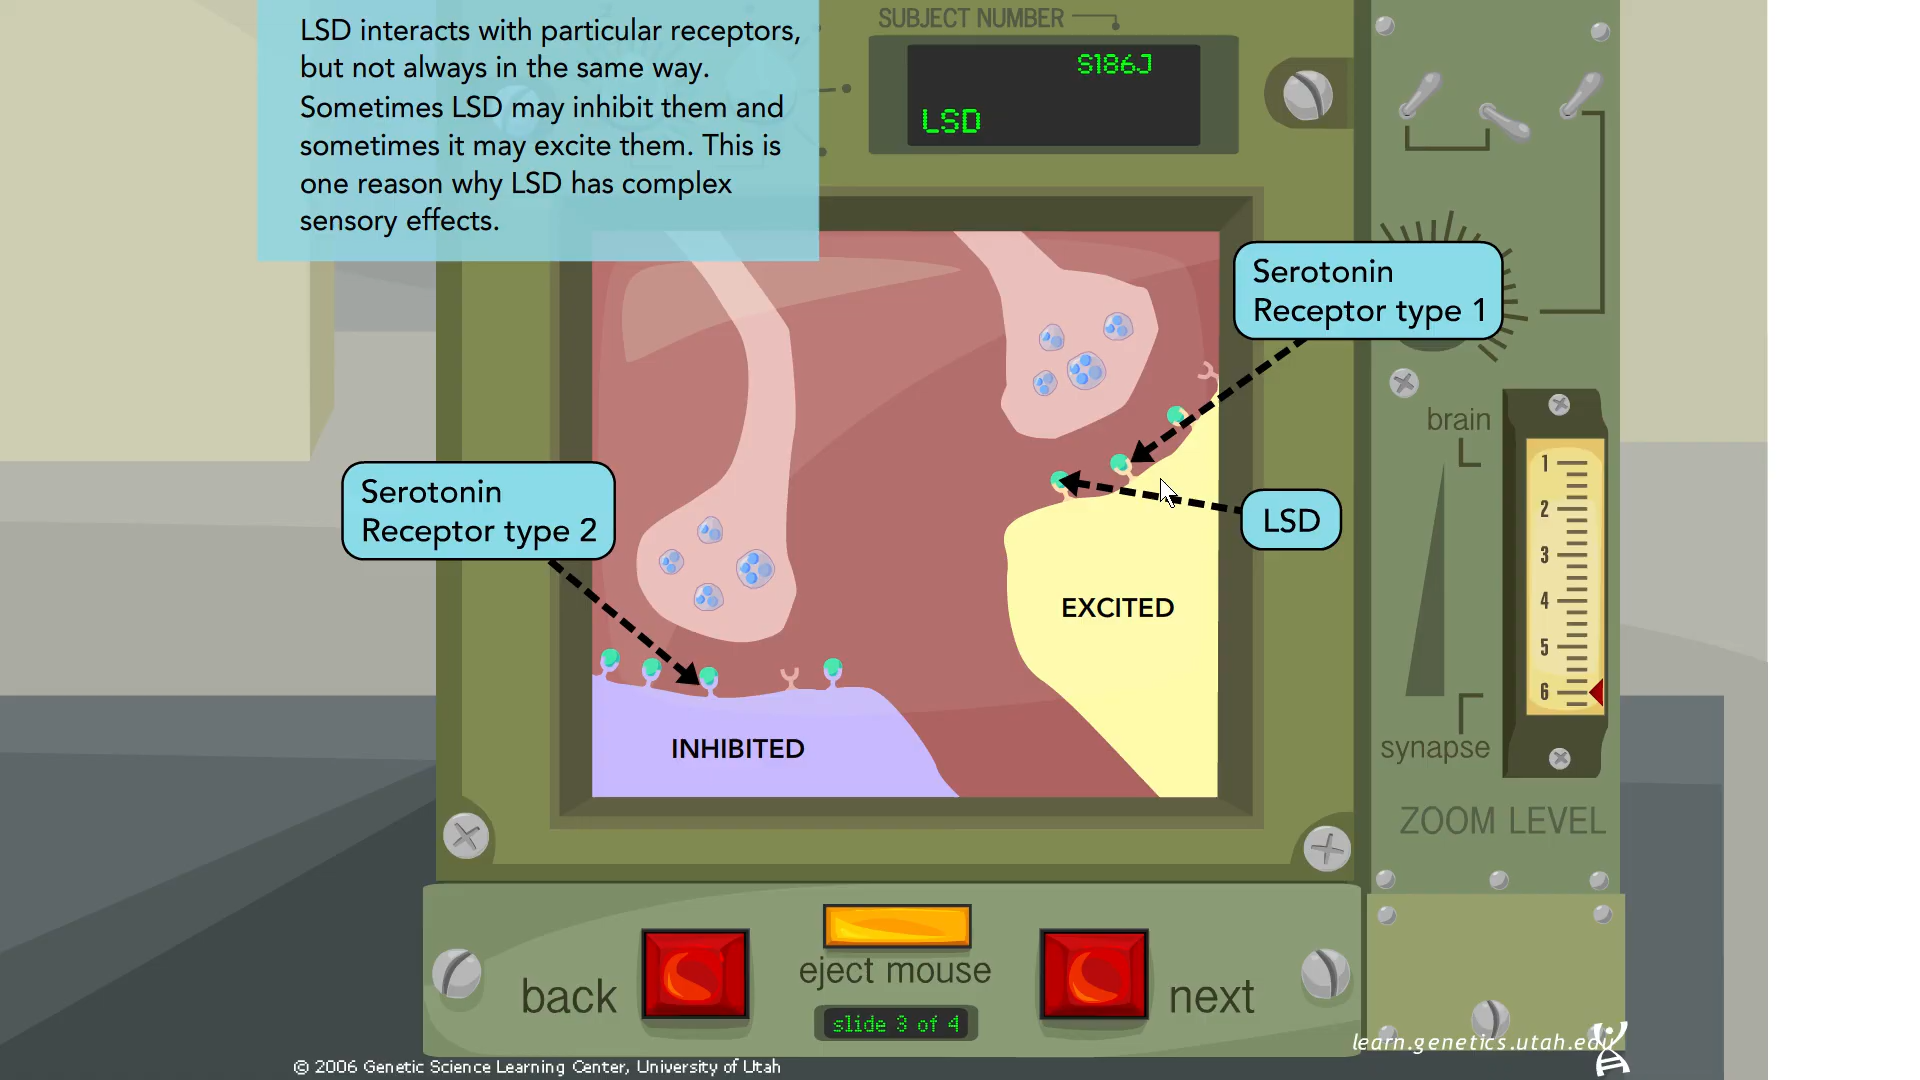 LSD interacts with particular receptors,
but not always in the same way.
Sometimes LSD may inhibit them and
sometimes it may excite them. This is
one reason why LSD has complex
sensory effects.
SUBJECT NUMBER
S186J
LSD
Serotonin
Receptor type 1
Serotonin
Receptor type 2
LSD
EXCITED
INHIBITED
brain
1
2
3
4
5
6
synapse
ZOOM LEVEL
back
eject mouse
next
slide 3 of 4
learn.genetics.utah.edu
© 2006 Genetic Science Learning Center, University of Utah